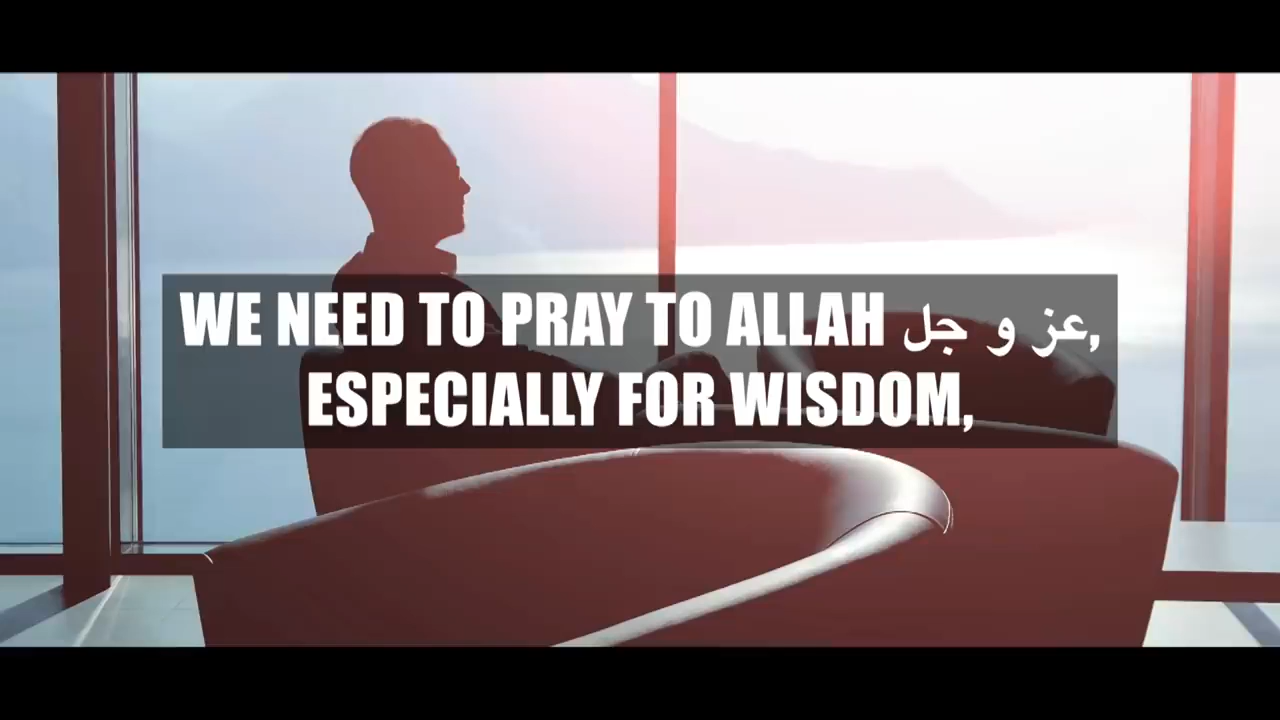 WE NEED TO PRAY TO ALLAH عز و جل,
ESPECIALLY FOR WISDOM,